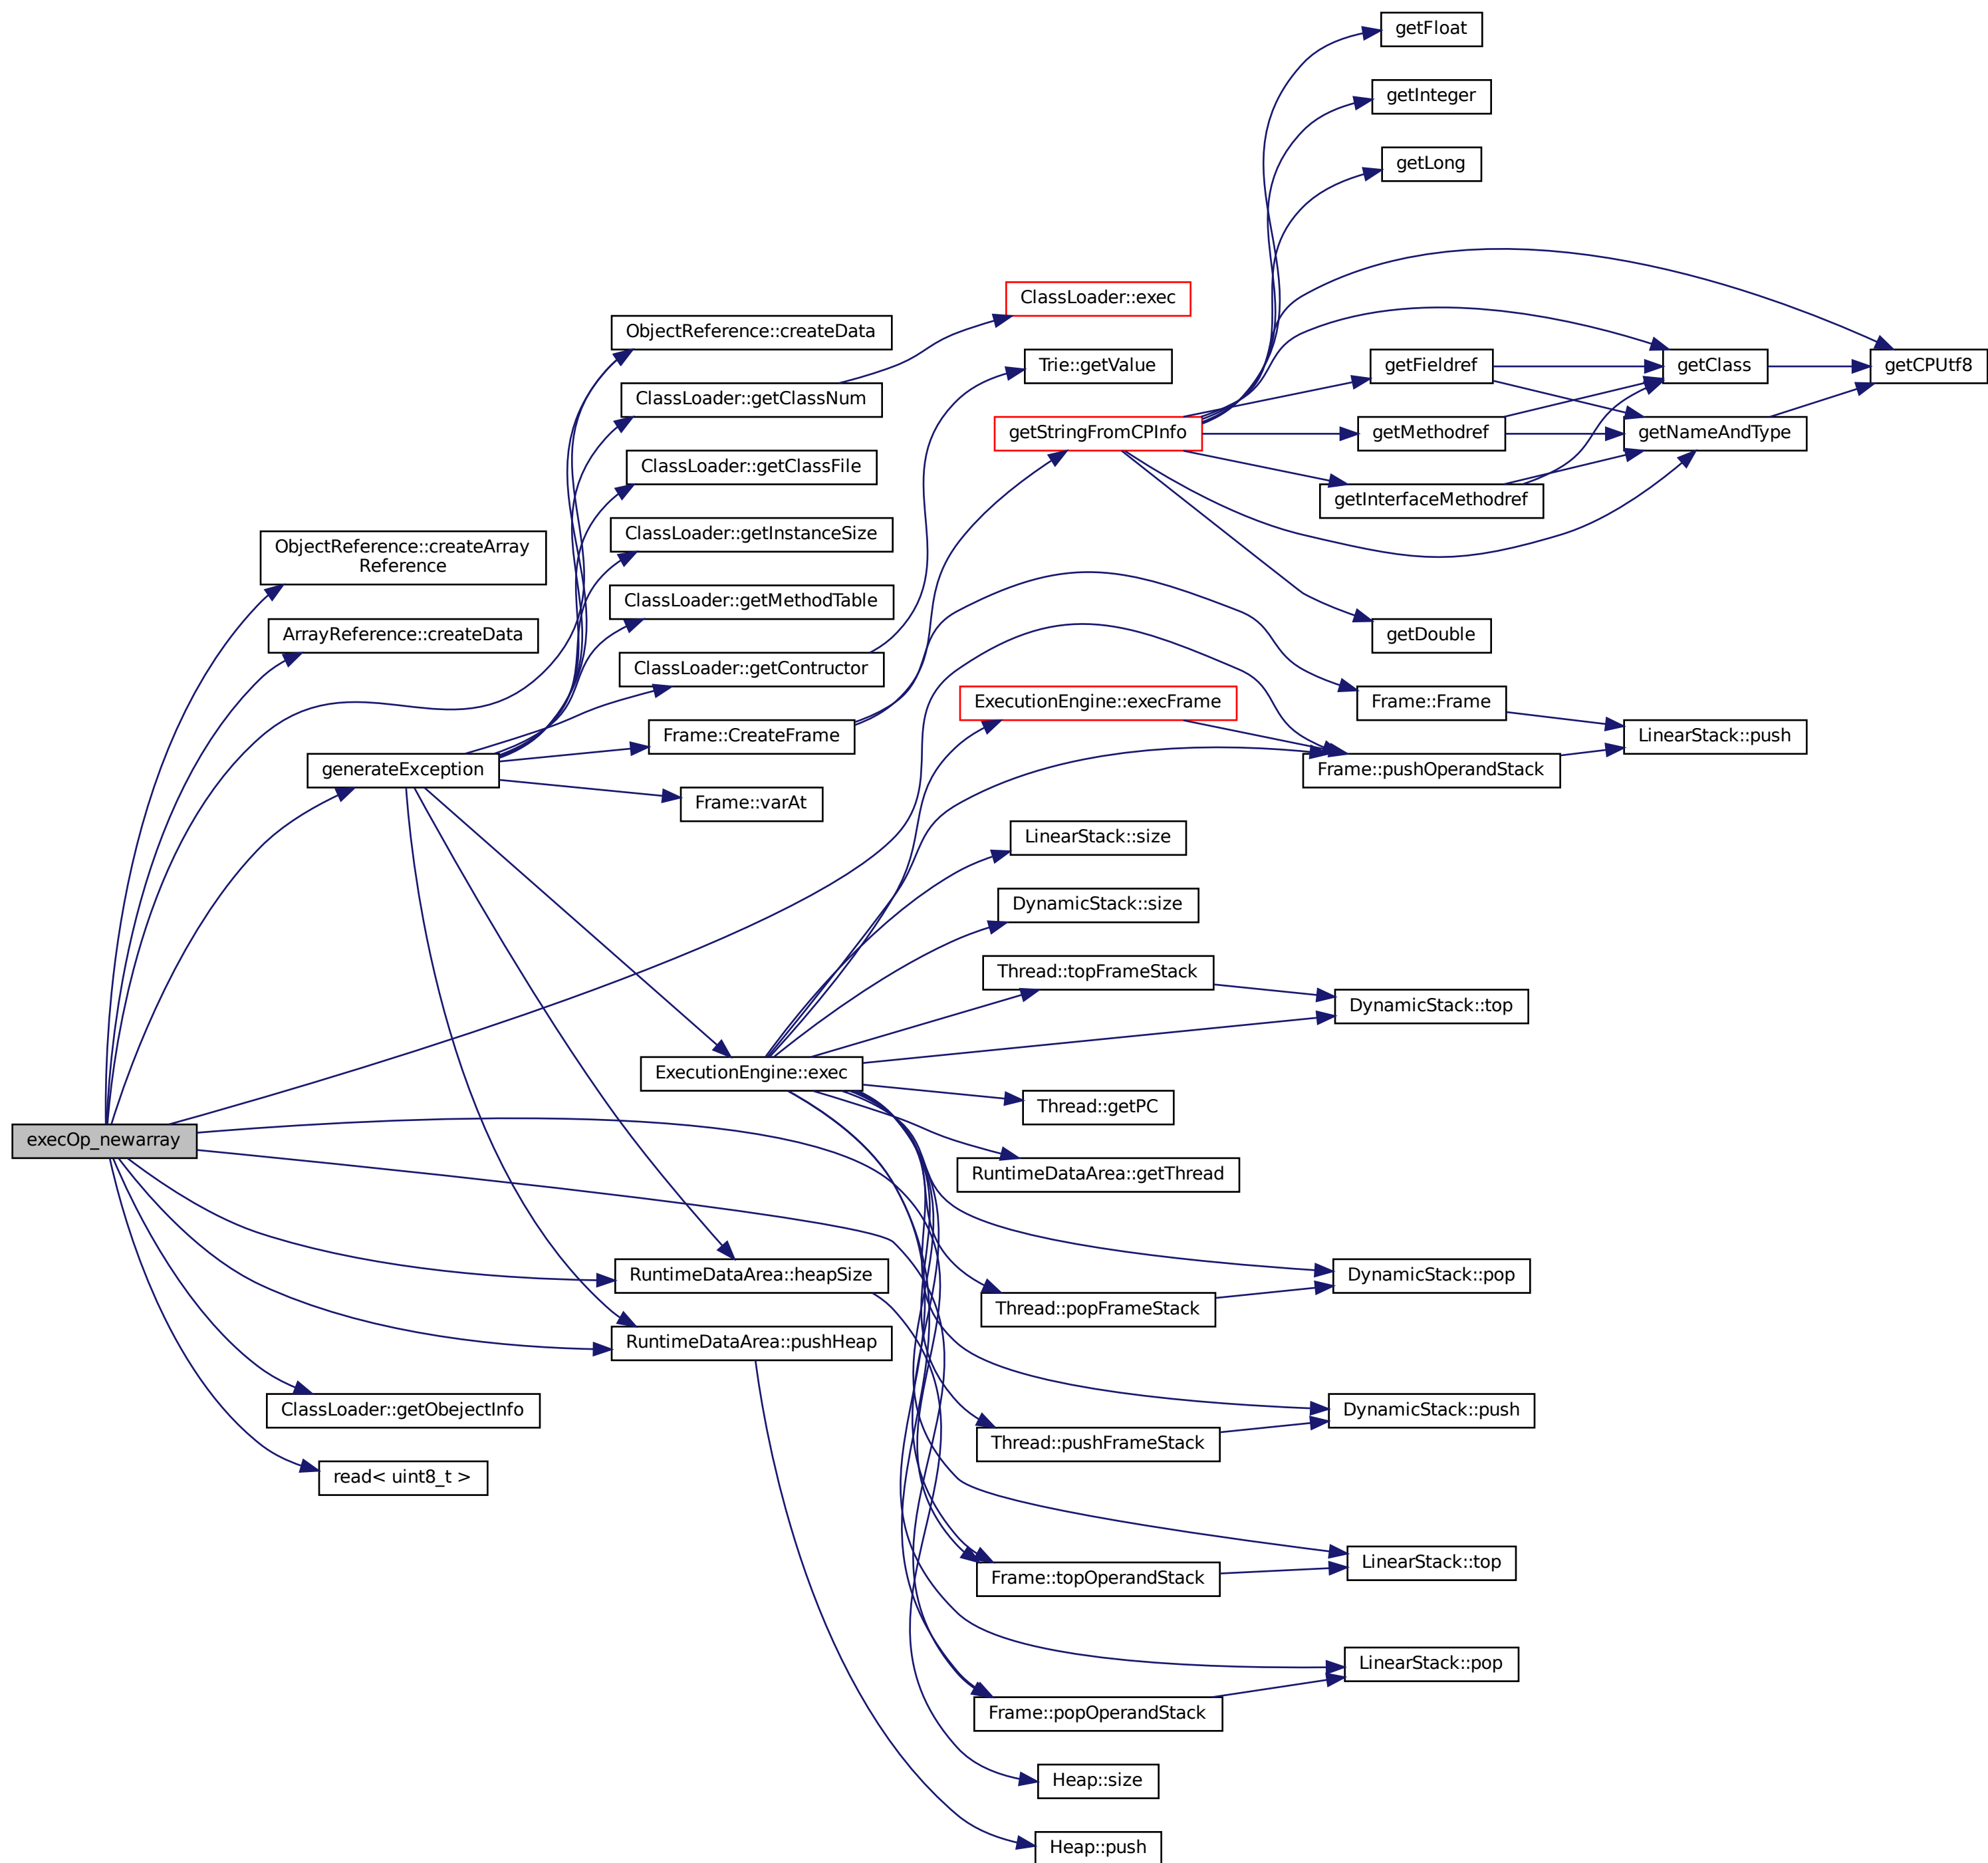 getFloat
getInteger
getLong
ClassLoader::exec
ObjectReference::createData
Trie::getValue
getFieldref
getClass
getCPUtf8
ClassLoader::getClassNum
getStringFromCPInfo
getMethodref
getNameAndType
ClassLoader::getClassFile
getInterfaceMethodref
ClassLoader::getInstanceSize
ObjectReference::createArray
Reference
ClassLoader::getMethodTable
ArrayReference::createData
getDouble
ClassLoader::getContructor
ExecutionEngine::execFrame
Frame::Frame
Frame::CreateFrame
LinearStack::push
generateException
Frame::pushOperandStack
Frame::varAt
LinearStack::size
DynamicStack::size
Thread::topFrameStack
DynamicStack::top
ExecutionEngine::exec
Thread::getPC
execOp_newarray
RuntimeDataArea::getThread
RuntimeDataArea::heapSize
DynamicStack::pop
Thread::popFrameStack
RuntimeDataArea::pushHeap
ClassLoader::getObejectInfo
DynamicStack::push
Thread::pushFrameStack
read< uint8_t >
LinearStack::top
Frame::topOperandStack
LinearStack::pop
Frame::popOperandStack
Heap::size
Heap::push